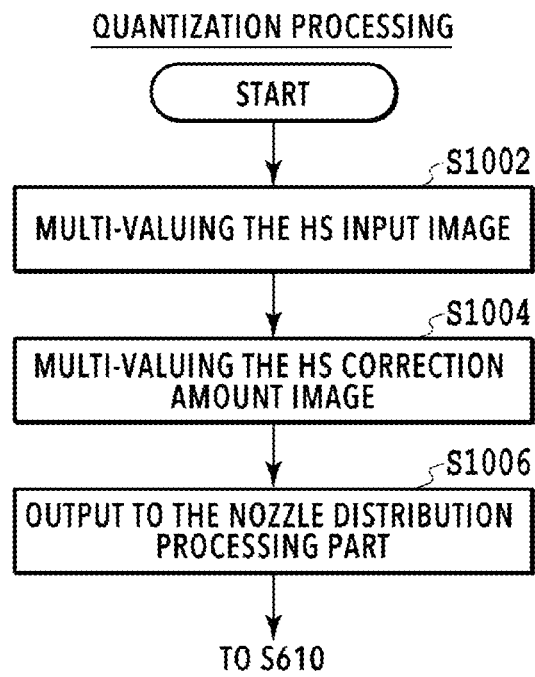 QUANTIZATION PROCESSING
START
S1002
MULTI-VALUING THE HS INPUT IMAGE
S1004
MULTI-VALUING THE HS CORRECTION
AMOUNT IMAGE
S1006
OUTPUT TO THE NOZZLE DISTRIBUTION
PROCESSING PART
TO S610